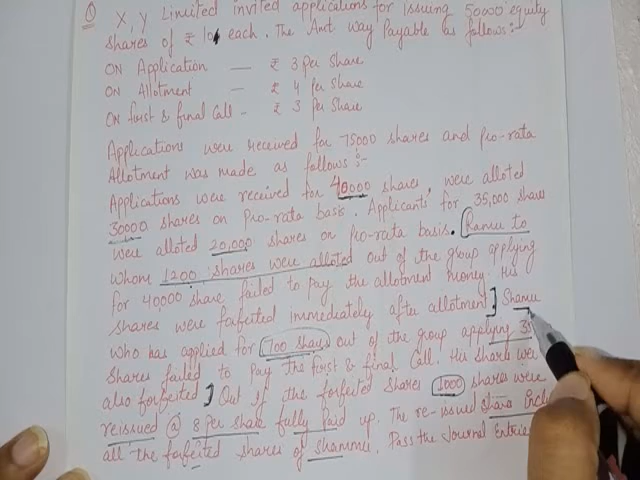 X, Y Limited invited applications for issuing 50000 equity
shares of ₹ 10 each. The Amt. way Payable as follows:-
ON Application — ₹ 3 per share
ON Allotment — ₹ 4 per share
ON first & final Call - ₹ 3 per share
Applications were received for 75000 shares and pro-rata
Allotment was made as follows:-
Applications were received for 40000 shares, were alloted
30000 shares on pro-rata basis. Applicants for 35,000 share
were alloted 20,000 shares on pro-rata basis. [Ramu to
whom 1200 shares were alloted out of the group applying
for 40000 share failed to pay the allotment money. His
shares were forfeited immediately after allotment.] Shamu
who has applied for 700 shares out of the group applying
shares failed to pay the first & final call. His shares
also forfeited.] Out of the forfeited shares 1000 shares were
reissued @ 8 per share fully paid up. The re-issued share
all the forfeited shares of shammu. Pass the Journal